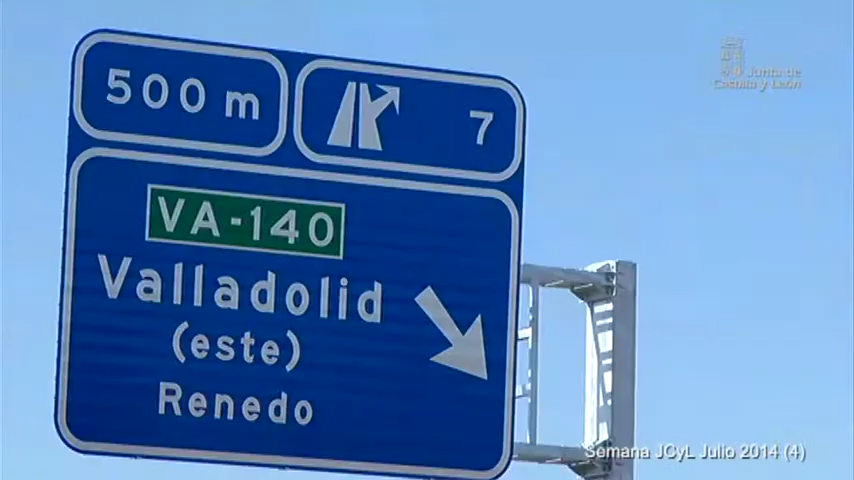 500 m
7
VA-140
Valladolid
(este)
Renedo
Junta de
Castilla y León
Semana JCyL Julio 2014 (4)